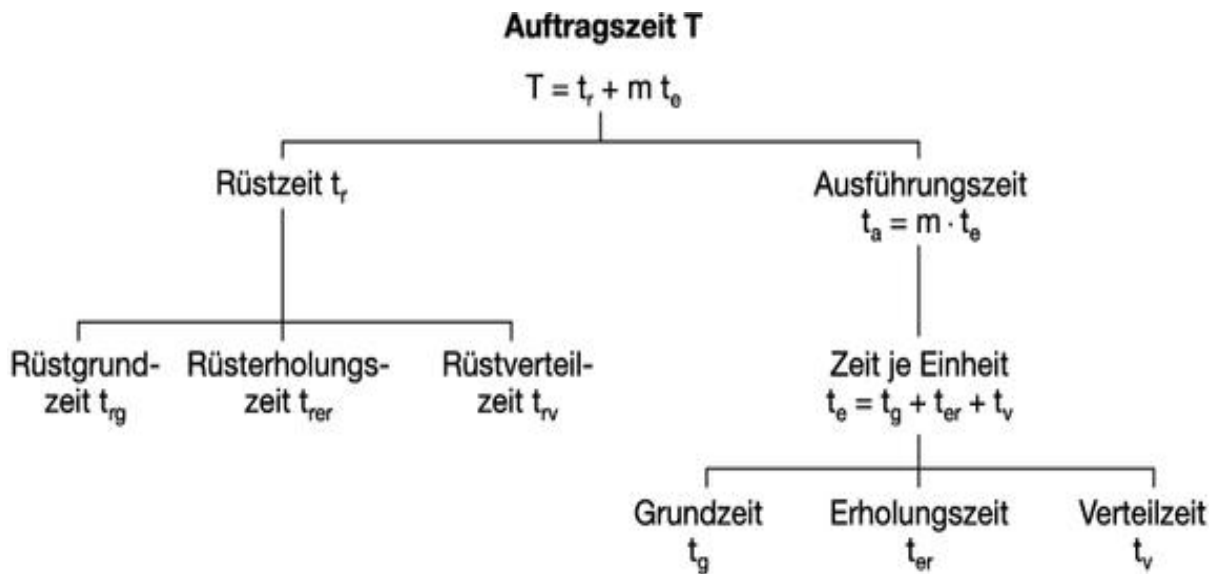 Auftragszeit T
T = t_r + m t_e
Rüstzeit t_r
Ausführungszeit
t_a = m · t_e
Rüstgrund-
zeit t_rg
Rüsterholungs-
zeit t_rer
Rüstverteil-
zeit t_rv
Zeit je Einheit
t_e = t_g + t_er + t_v
Grundzeit
t_g
Erholungszeit
t_er
Verteilzeit
t_v